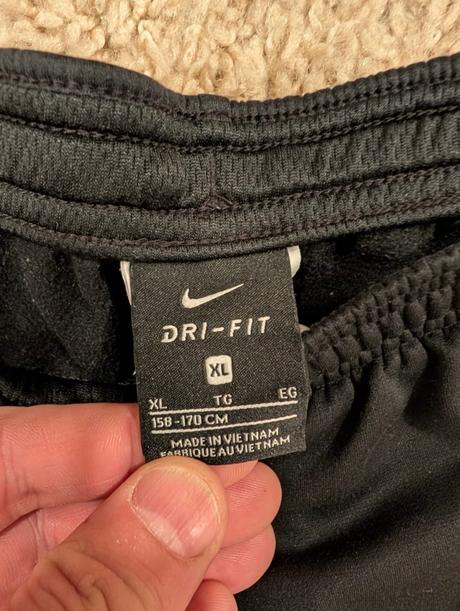 DRI-FIT
XL
XL TG EG
158-170 CM
MADE IN VIETNAM
FABRIQUE AU VIETNAM